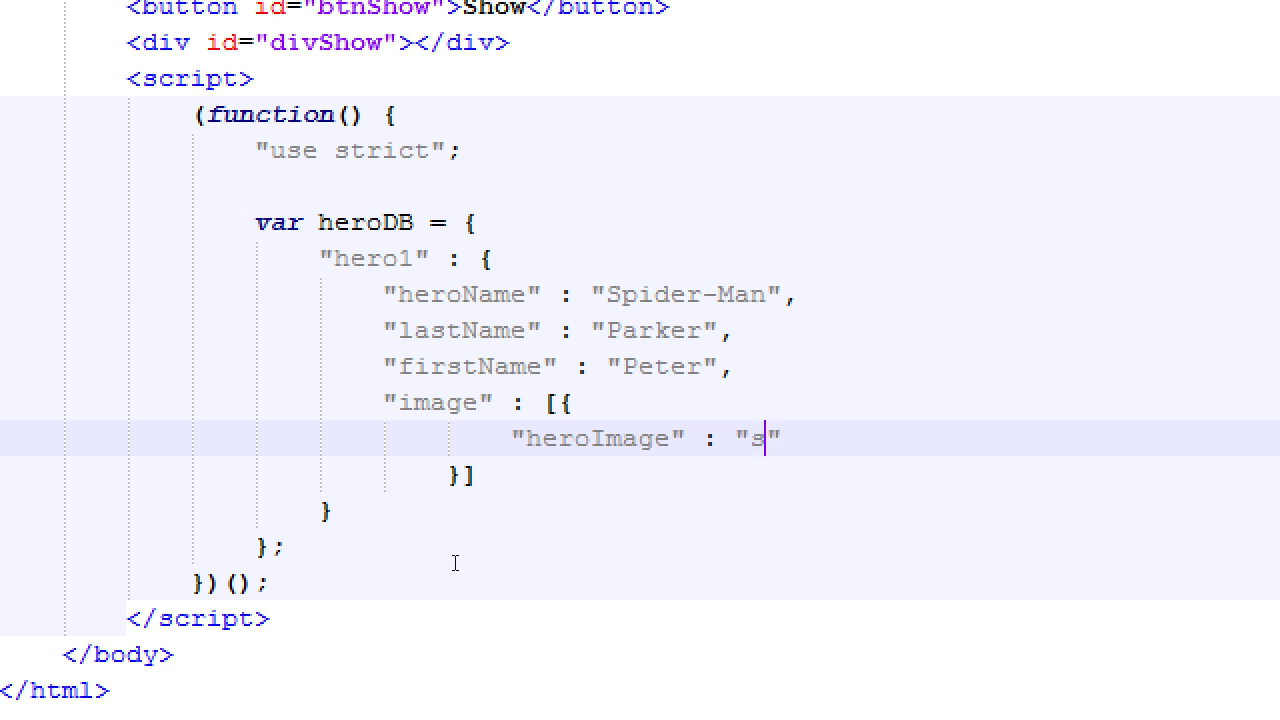 <button id="btnShow">Show</button>
<div id="divShow"></div>
<script>
(function() {
"use strict";
var heroDB = {
"hero1" : {
"heroName" : "Spider-Man",
"lastName" : "Parker",
"firstName" : "Peter",
"image" : [{
"heroImage" : "s"
}]
}
};
})();
</script>
</body>
</html>